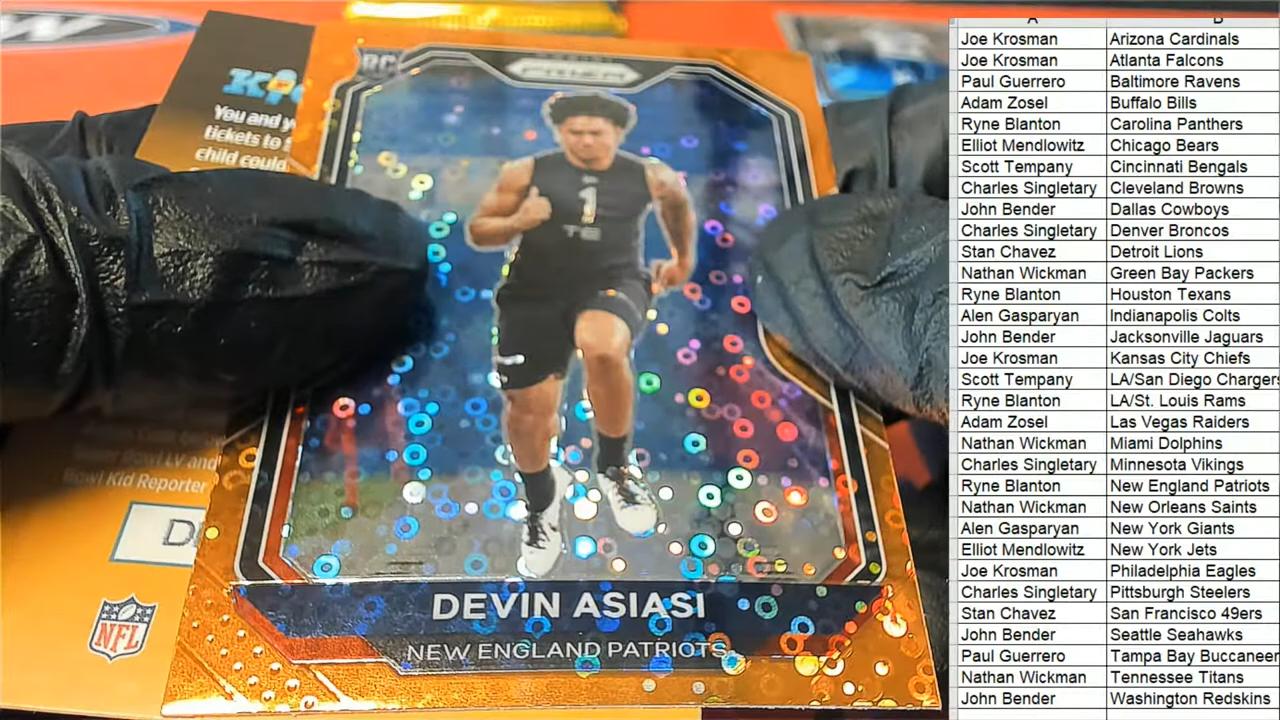 A B
Joe Krosman Arizona Cardinals
Joe Krosman Atlanta Falcons
Paul Guerrero Baltimore Ravens
Adam Zosel Buffalo Bills
Ryne Blanton Carolina Panthers
Elliot Mendlowitz Chicago Bears
Scott Tempany Cincinnati Bengals
Charles Singletary Cleveland Browns
John Bender Dallas Cowboys
Charles Singletary Denver Broncos
Stan Chavez Detroit Lions
Nathan Wickman Green Bay Packers
Ryne Blanton Houston Texans
Alen Gasparyan Indianapolis Colts
John Bender Jacksonville Jaguars
Joe Krosman Kansas City Chiefs
Scott Tempany LA/San Diego Chargers
Ryne Blanton LA/St. Louis Rams
Adam Zosel Las Vegas Raiders
Nathan Wickman Miami Dolphins
Charles Singletary Minnesota Vikings
Ryne Blanton New England Patriots
Nathan Wickman New Orleans Saints
Alen Gasparyan New York Giants
Elliot Mendlowitz New York Jets
Joe Krosman Philadelphia Eagles
Charles Singletary Pittsburgh Steelers
Stan Chavez San Francisco 49ers
John Bender Seattle Seahawks
Paul Guerrero Tampa Bay Buccaneer
Nathan Wickman Tennessee Titans
John Bender Washington Redskins
RC
PRIZM
You and y
tickets to
child could
1
TE
Bowl LV and
Bowl Kid Reporter
D
NFL
DEVIN ASIASI
NEW ENGLAND PATRIOTS